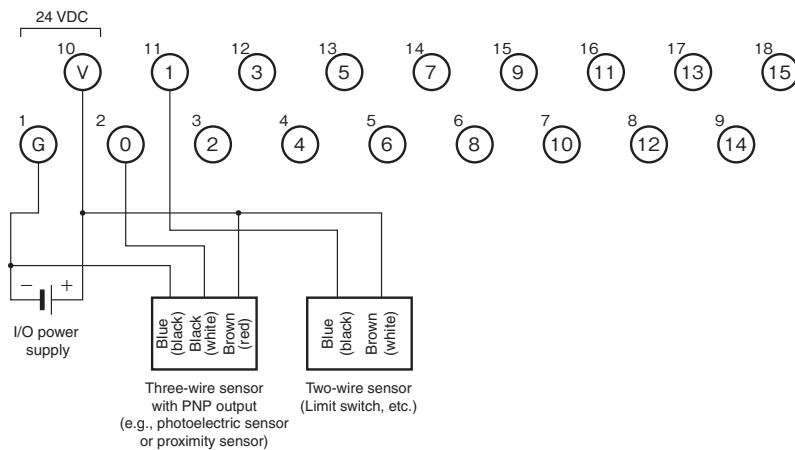 24 VDC
10 11 12 13 14 15 16 17 18
V 1 3 5 7 9 11 13 15
1 2 3 4 5 6 7 8 9
G 0 2 4 6 8 10 12 14
− +
I/O power
supply
Blue
(black)
Black
(white)
Brown
(red)
Blue
(black)
Brown
(white)
Three-wire sensor
with PNP output
(e.g., photoelectric sensor
or proximity sensor)
Two-wire sensor
(Limit switch, etc.)